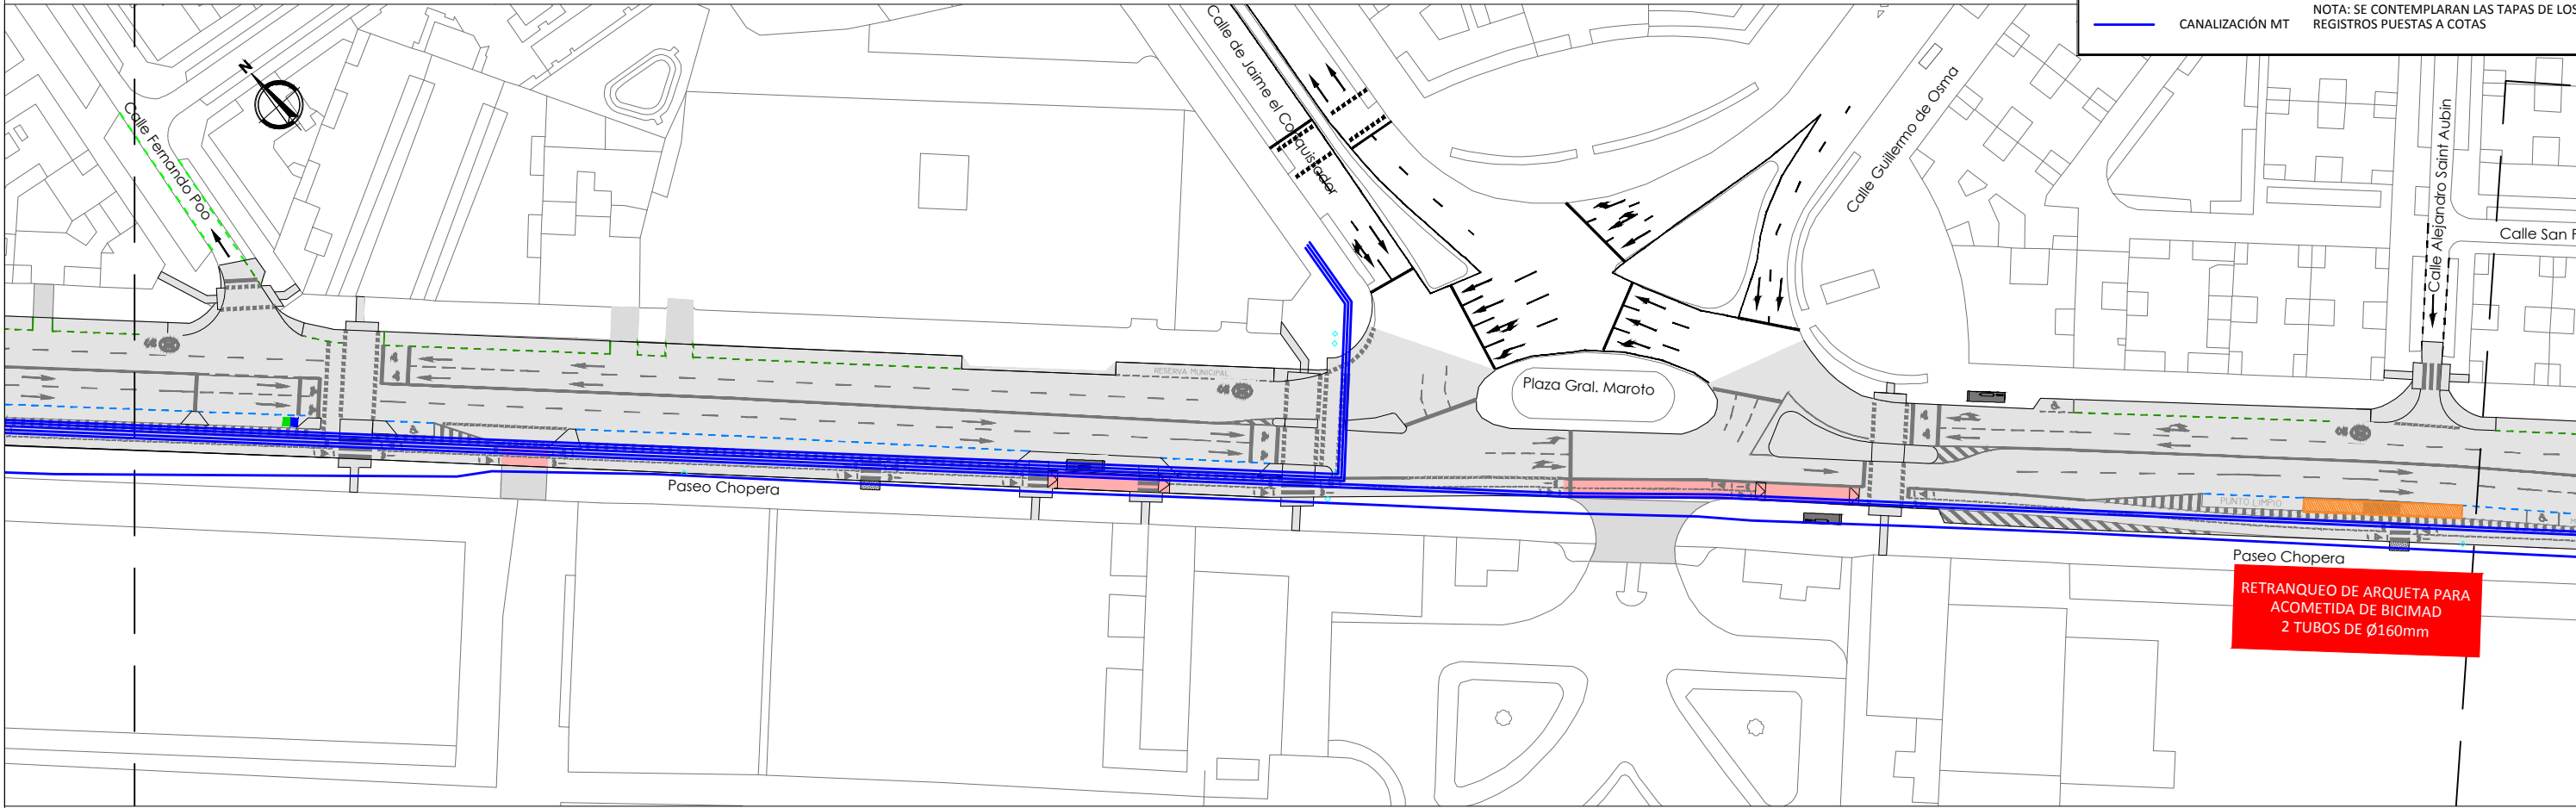 NOTA: SE CONTEMPLARAN LAS TAPAS DE LOS
CANALIZACIÓN MT
REGISTROS PUESTAS A COTAS
N
Calle Fernando Poo
Calle de Jaime el Conquistador
Calle Guillermo de Osma
Calle Alejandro Saint Aubin
Calle San F
RESERVA MUNICIPAL
Plaza Gral. Maroto
Paseo Chopera
PUNTO LIMPIO
Paseo Chopera
RETRANQUEO DE ARQUETA PARA
ACOMETIDA DE BICIMAD
2 TUBOS DE Ø160mm